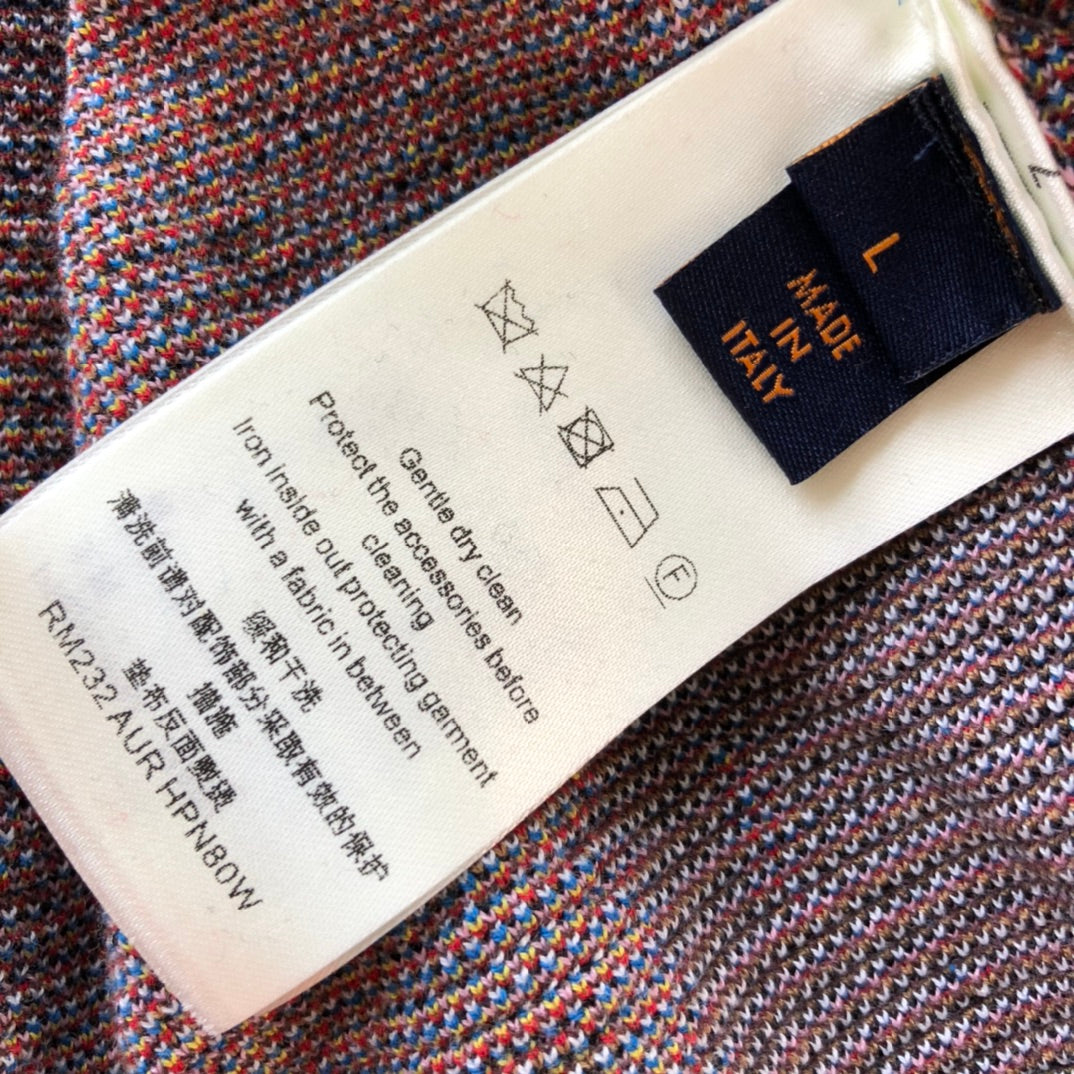 L
MADE
IN
ITALY
F
Gentle dry clean
Protect the accessories before
cleaning
Iron inside out protecting garment
with a fabric in between
缓和干洗
清洗前请对配饰部分采取有效的保护
措施
垫布反面熨烫
RM232 AUR HPN80W